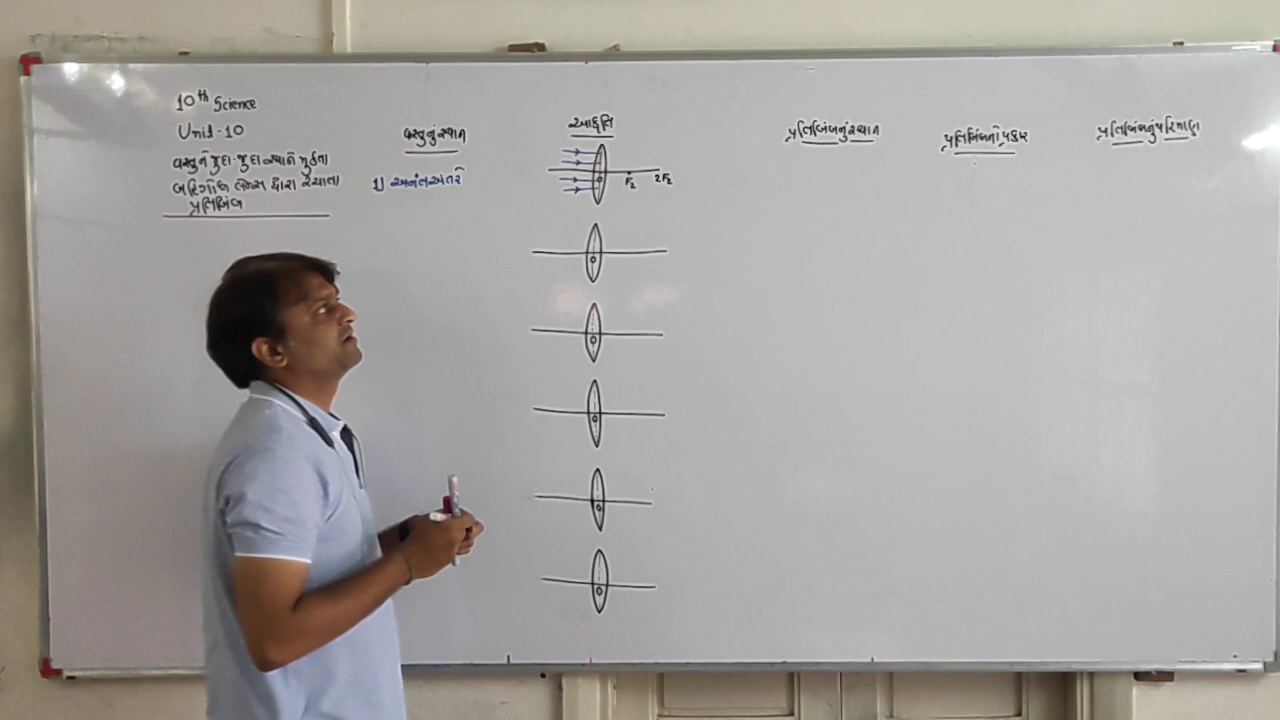 10th Science
Unit-10
વસ્તુને જુદા-જુદા સ્થાને મૂકતા
બહિર્ગોળ લેન્સ દ્વારા રચાતા
પ્રતિબિંબ
વસ્તુનું સ્થાન
આકૃતિ
પ્રતિબિંબનું સ્થાન
પ્રતિબિંબનો પ્રકાર
પ્રતિબિંબનું પરિમાણ
1) અનંત અંતરે
F2 2F2
O
O
O
O
O
O